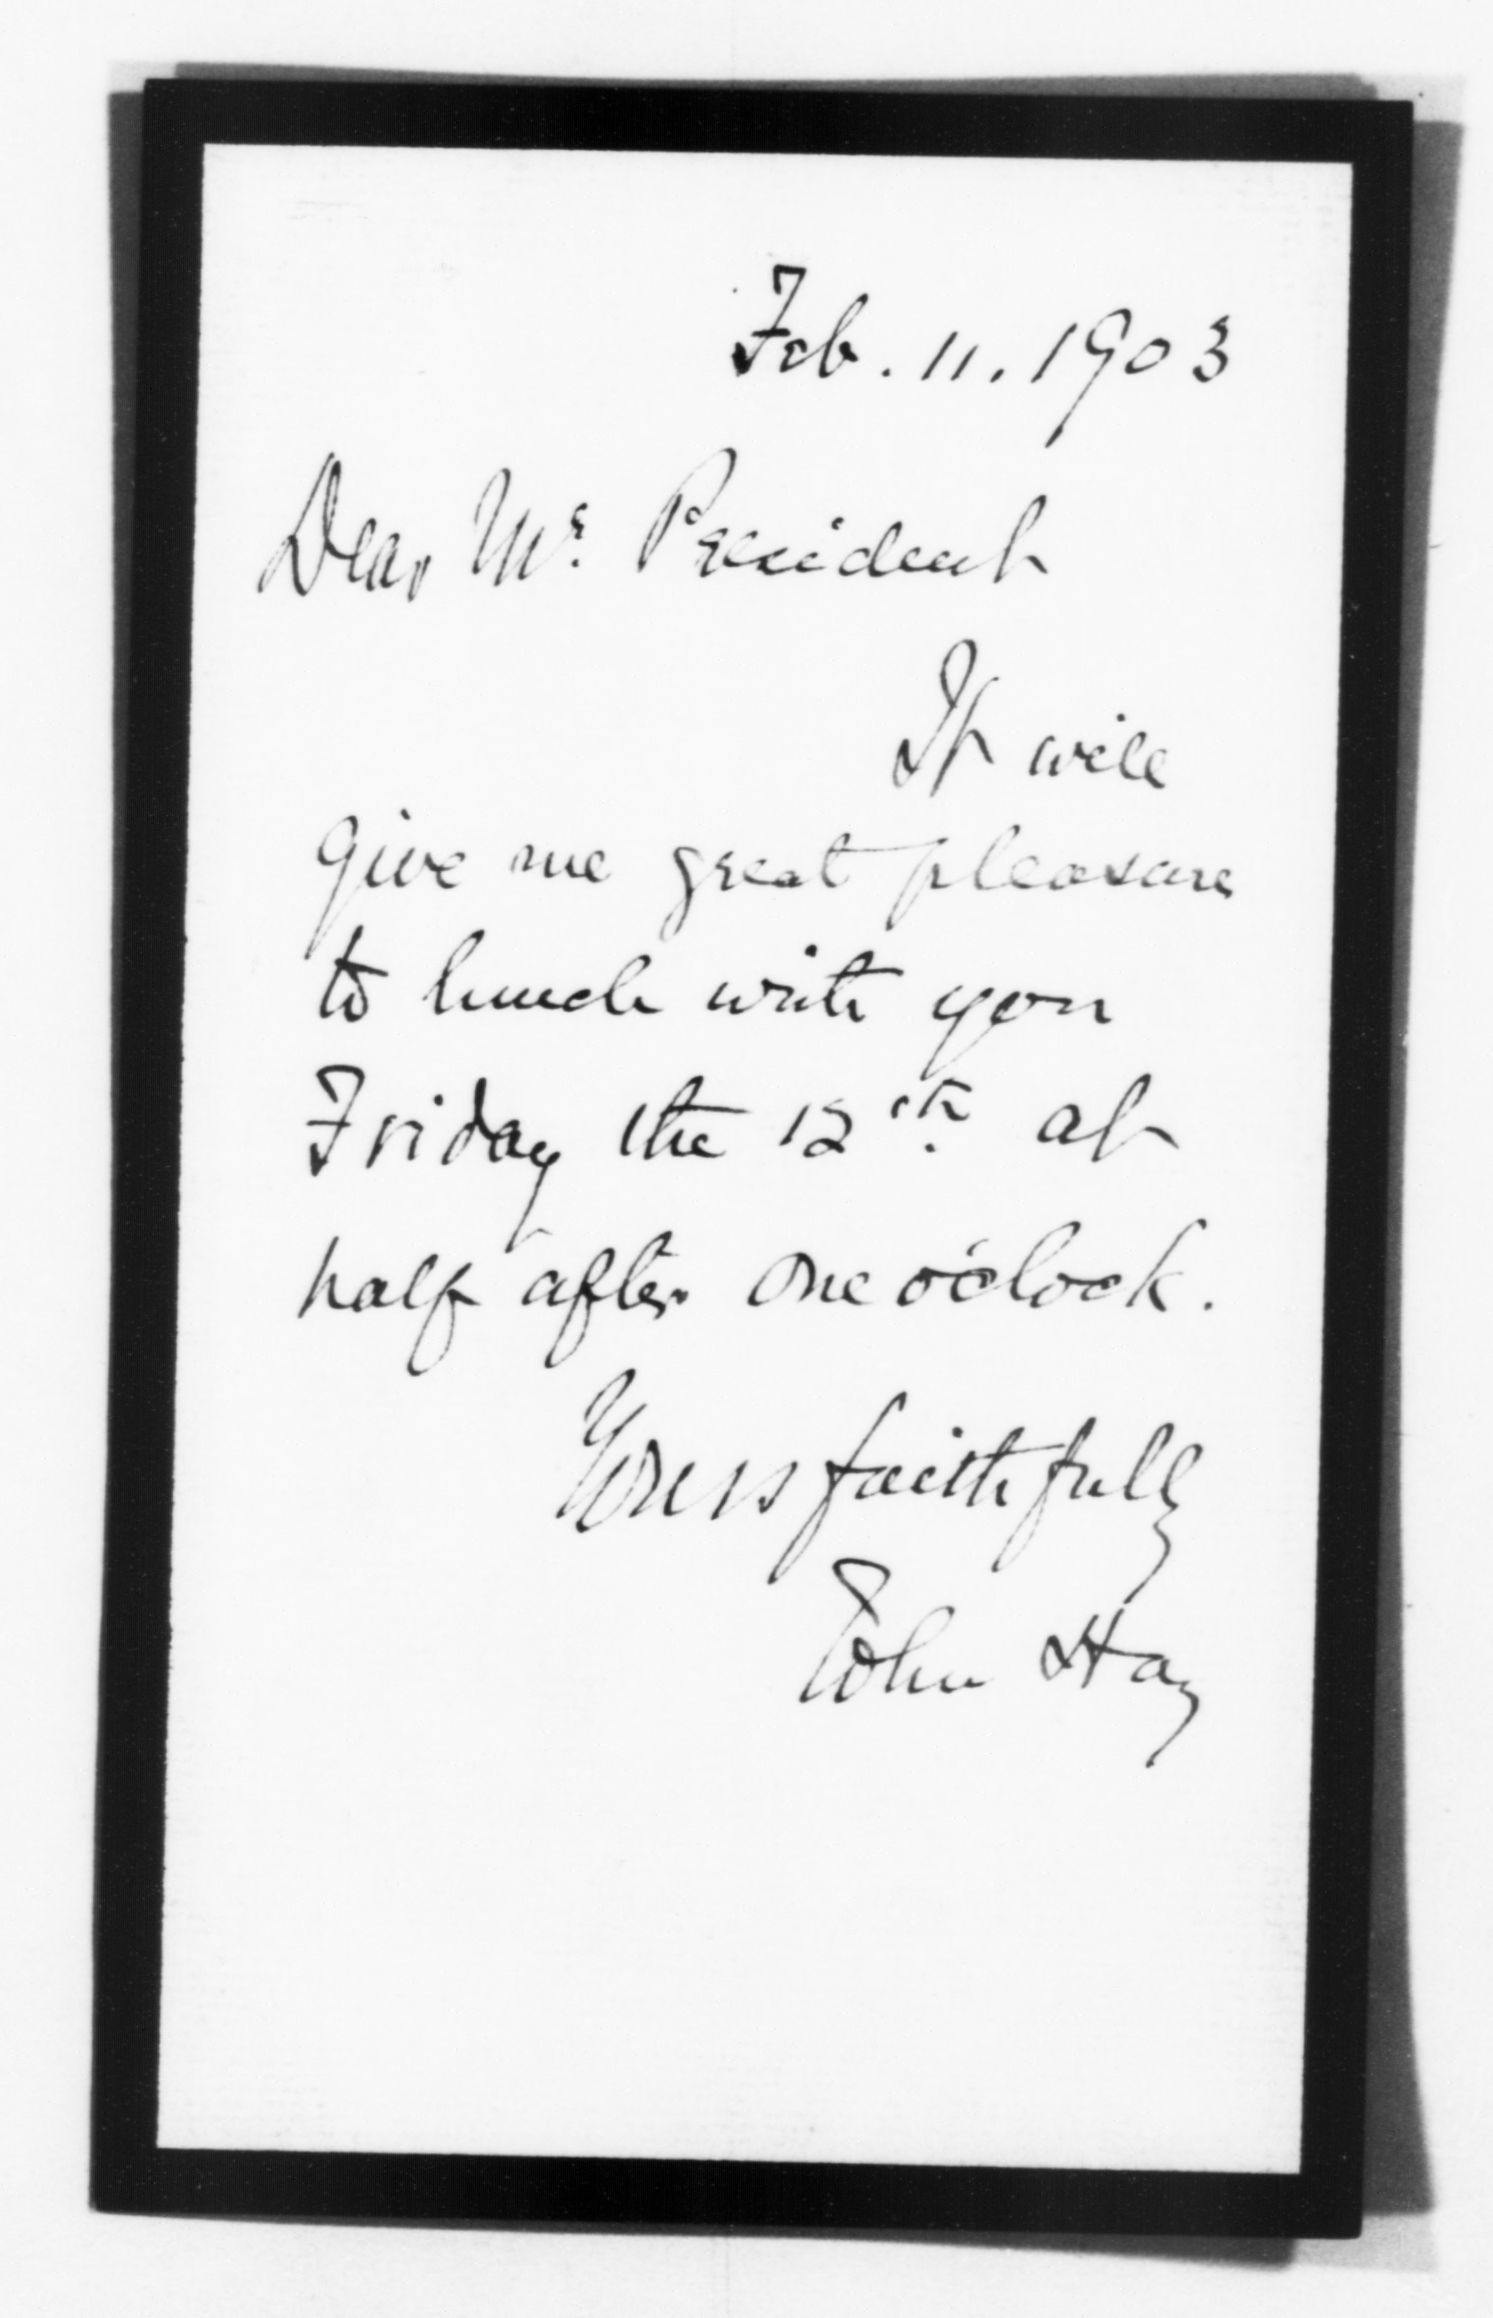 Feb. 11. 1903
Dear Mr. President
It will
give me great pleasure
to lunch with you
Friday the 12th. at
half after one o'clock.
Yours faithfully
John Hay